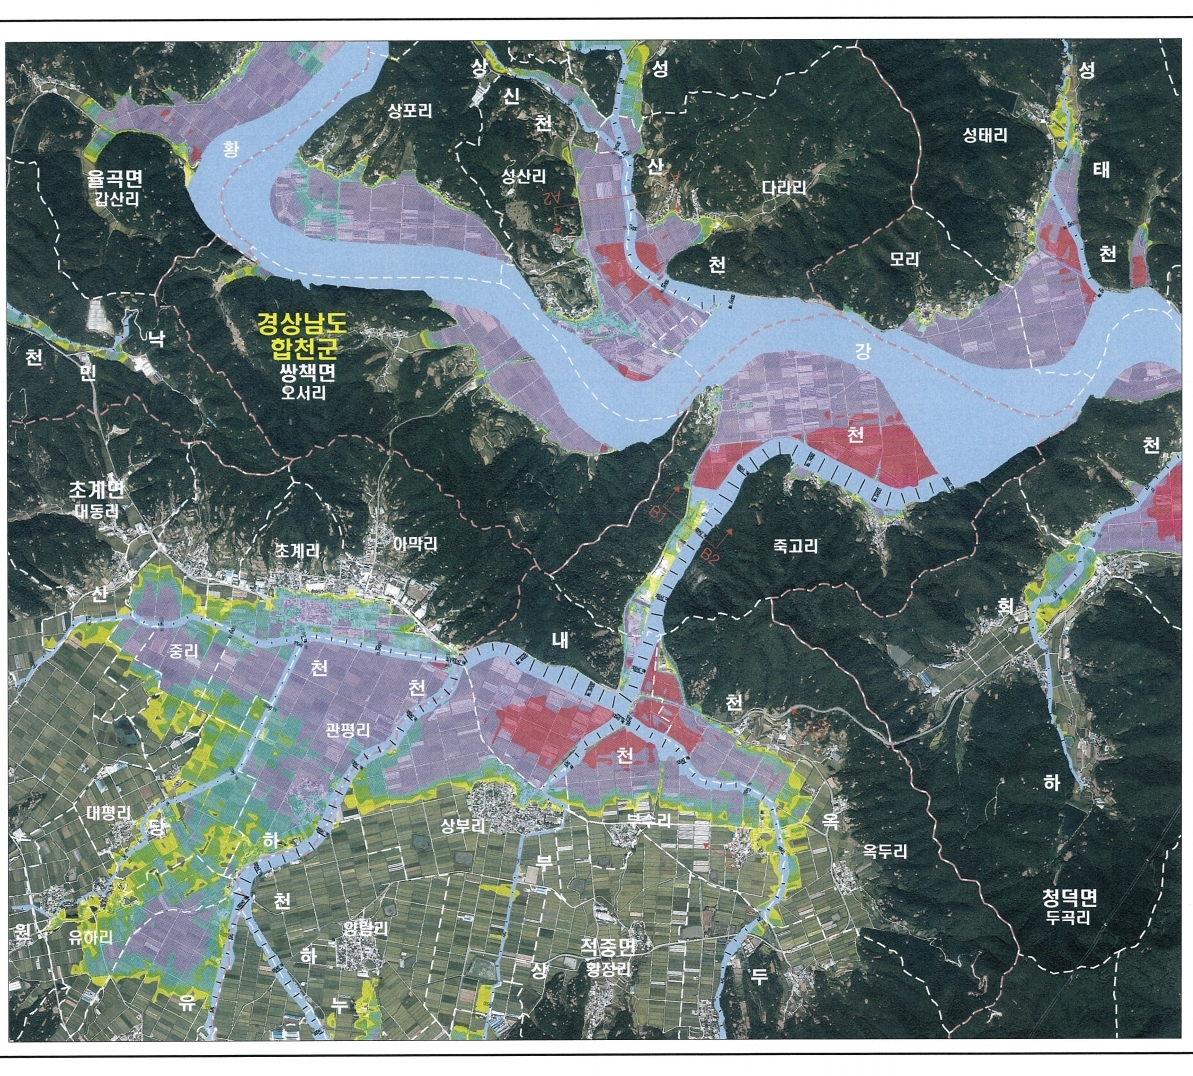 상
성
신
천
상포리
성
성태리
황
산
성산리
태
율곡면
갑산리
다라리
A2
천
천
모리
경상남도
합천군
쌍책면
오서리
낙
천
민
강
천
천
초계면
대동리
B1
B2
초계리
아막리
죽고리
산
회
내
중리
천
천
천
관평리
천
하
대평리
당
상부리
부수리
옥
하
옥두리
부
천
청덕면
두곡리
원
유하리
양림리
적중면
황정리
하
상
두
유
누